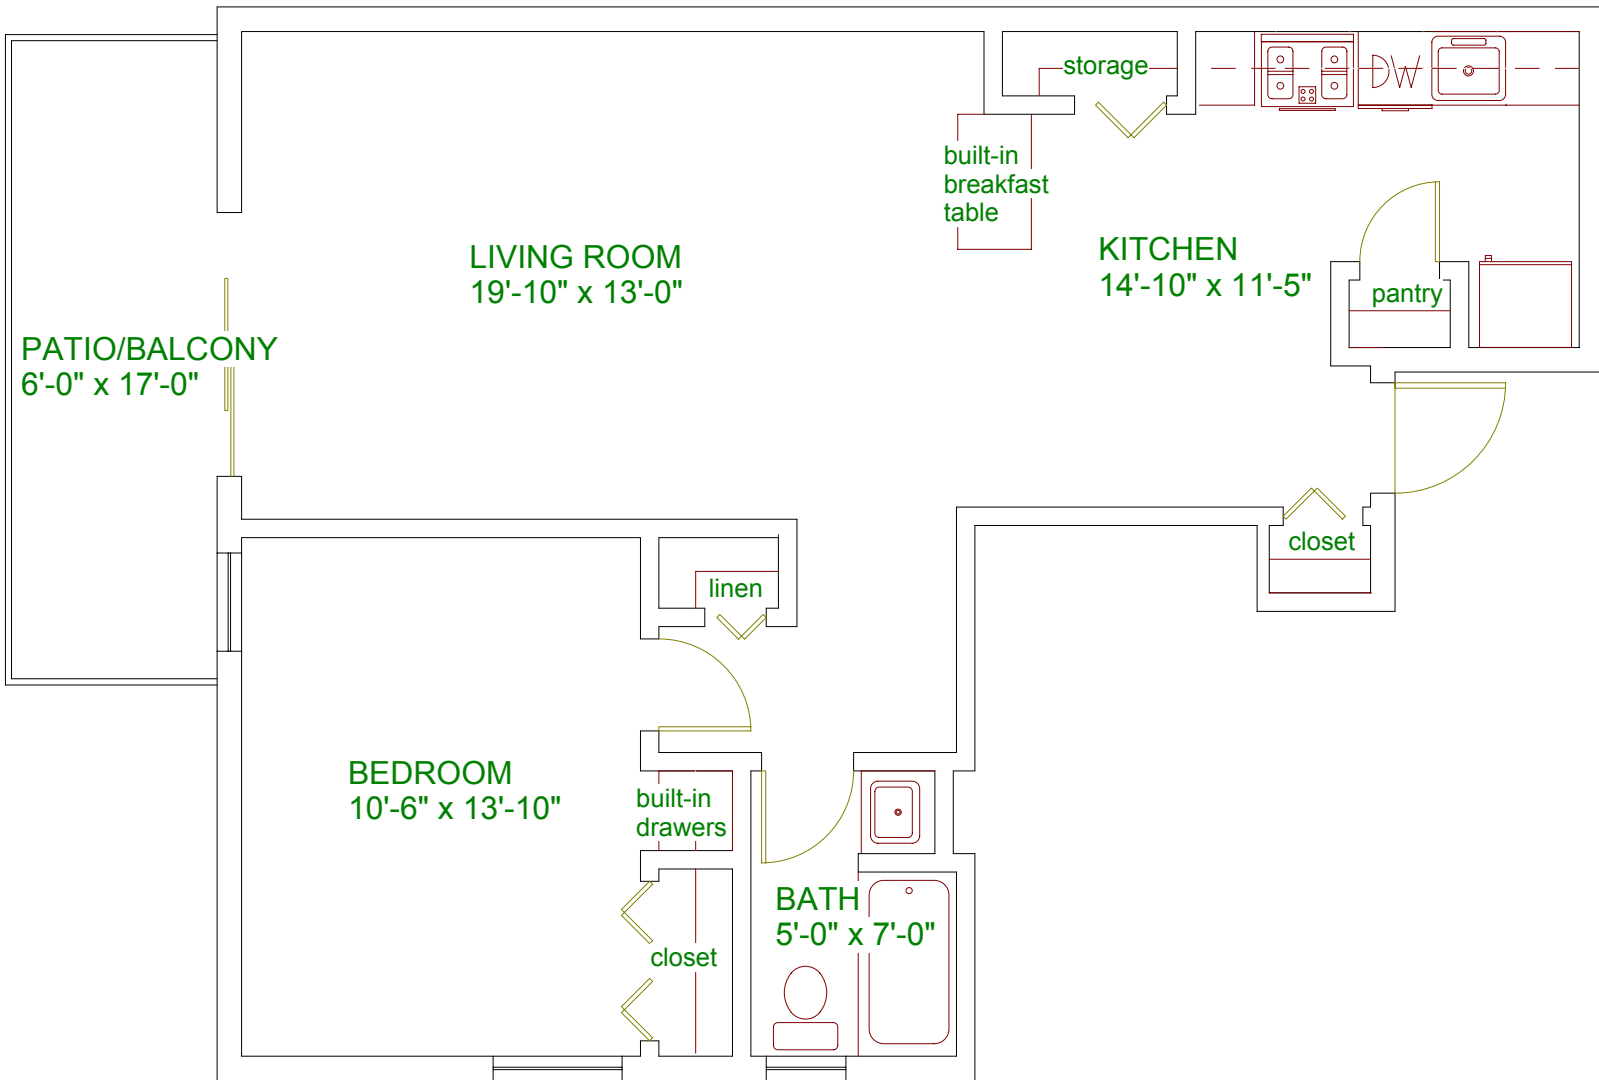 storage
DW
built-in
breakfast
table
LIVING ROOM
19'-10" x 13'-0"
KITCHEN
14'-10" x 11'-5"
pantry
PATIO/BALCONY
6'-0" x 17'-0"
closet
linen
BEDROOM
10'-6" x 13'-10"
built-in
drawers
BATH
5'-0" x 7'-0"
closet